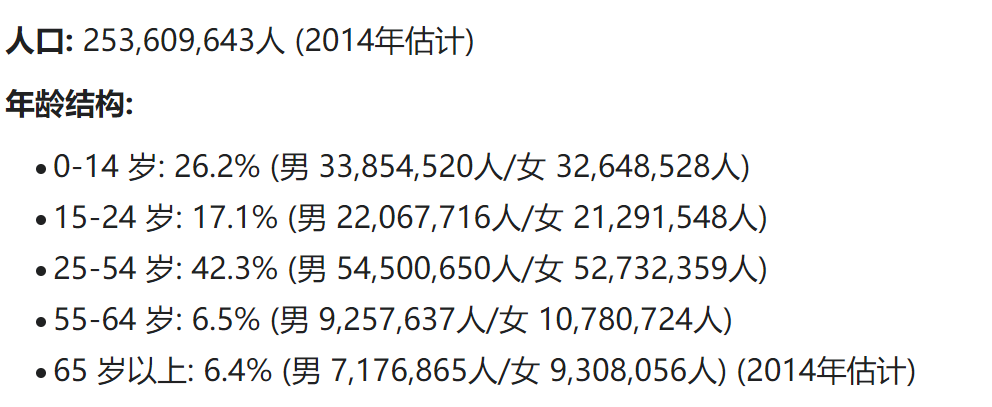 人口: 253,609,643人 (2014年估计)
年龄结构:
• 0-14 岁: 26.2% (男 33,854,520人/女 32,648,528人)
• 15-24 岁: 17.1% (男 22,067,716人/女 21,291,548人)
• 25-54 岁: 42.3% (男 54,500,650人/女 52,732,359人)
• 55-64 岁: 6.5% (男 9,257,637人/女 10,780,724人)
• 65 岁以上: 6.4% (男 7,176,865人/女 9,308,056人) (2014年估计)